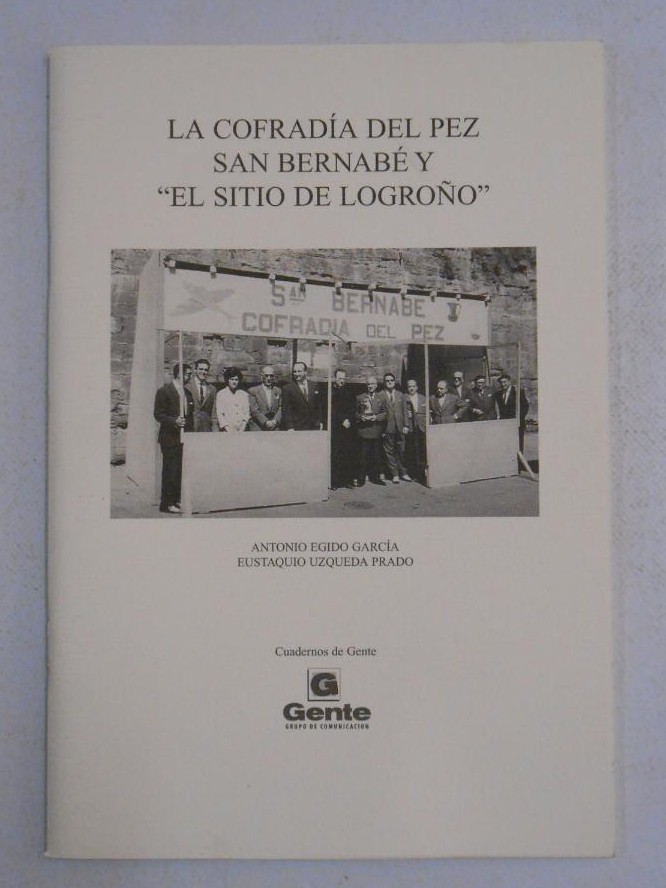 LA COFRADÍA DEL PEZ
SAN BERNABÉ Y
“EL SITIO DE LOGROÑO”
SAN BERNABE
COFRADIA DEL PEZ
ANTONIO EGIDO GARCÍA
EUSTAQUIO UZQUEDA PRADO
Cuadernos de Gente
G
Gente
GRUPO DE COMUNICACION